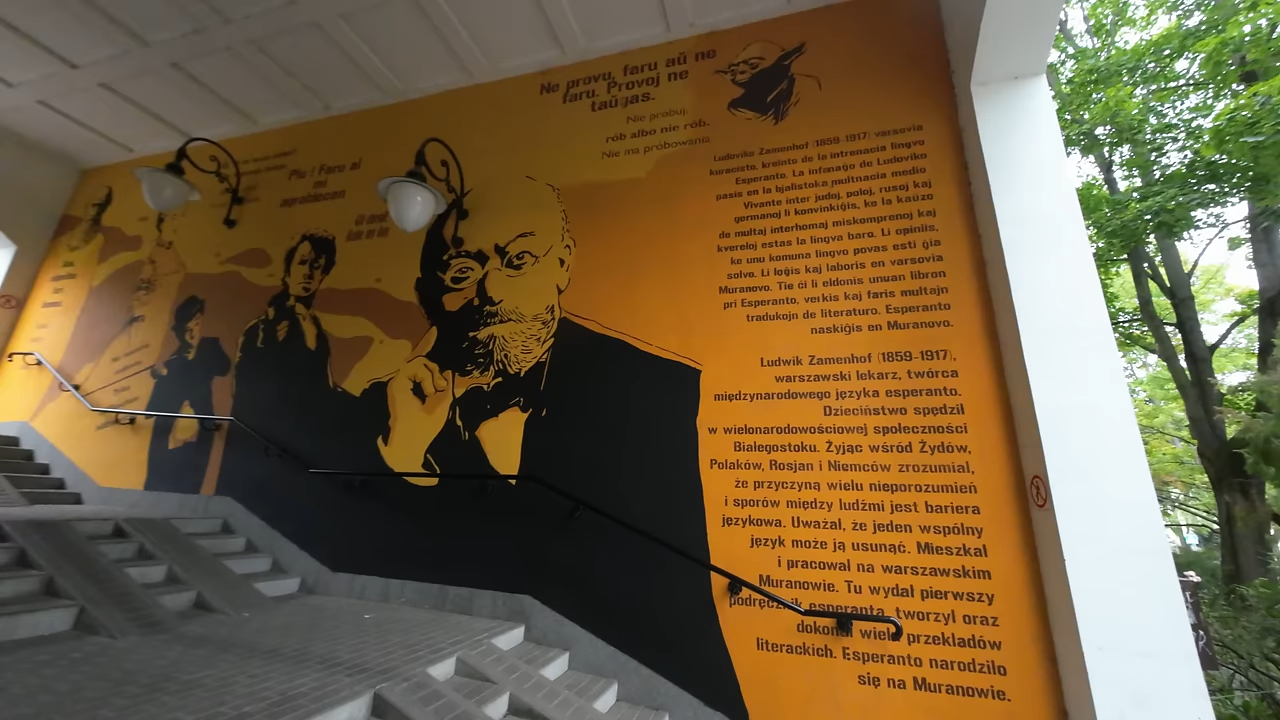 Ne provu, faru aŭ ne
faru. Provoj ne
taŭgas.
Nie probuj,
rób albo nie rób.
Nie ma próbowania
Plu ! Faru al
mi
agrablecon
Ludoviko Zamenhof (1859-1917) varsovia
kuracisto, kreinto de la intrenacia lingvo
Esperanto. La infenaĝo de Ludoviko
pasis en la bjalistoka multnacia medio
Vivante inter judoj, poloj, rusoj kaj
germanoj li konvinkiĝis, ke la kaŭzo
de multaj interhomaj miskomprenoj kaj
kvereloj estas la lingva baro. Li opiniis,
ke unu komuna lingvo povas esti ĝia
solvo. Li loĝis kaj laboris en varsovia
Muranovo. Tie ĉi li eldonis unuan libron
pri Esperanto, verkis kaj faris multajn
tradukojn de literaturo. Esperanto
naskiĝis en Muranovo.
Ludwik Zamenhof (1859-1917),
warszawski lekarz, twórca
międzynarodowego języka esperanto.
Dzieciństwo spędził
w wielonarodowościowej społeczności
Białegostoku. Żyjąc wśród Żydów,
Polaków, Rosjan i Niemców zrozumiał,
że przyczyną wielu nieporozumień
i sporów między ludźmi jest bariera
językowa. Uważał, że jeden wspólny
język może ją usunąć. Mieszkał
i pracował na warszawskim
Muranowie. Tu wydał pierwszy
podręcznik esperanta, tworzył oraz
dokonał wielu przekładów
literackich. Esperanto narodziło
się na Muranowie.